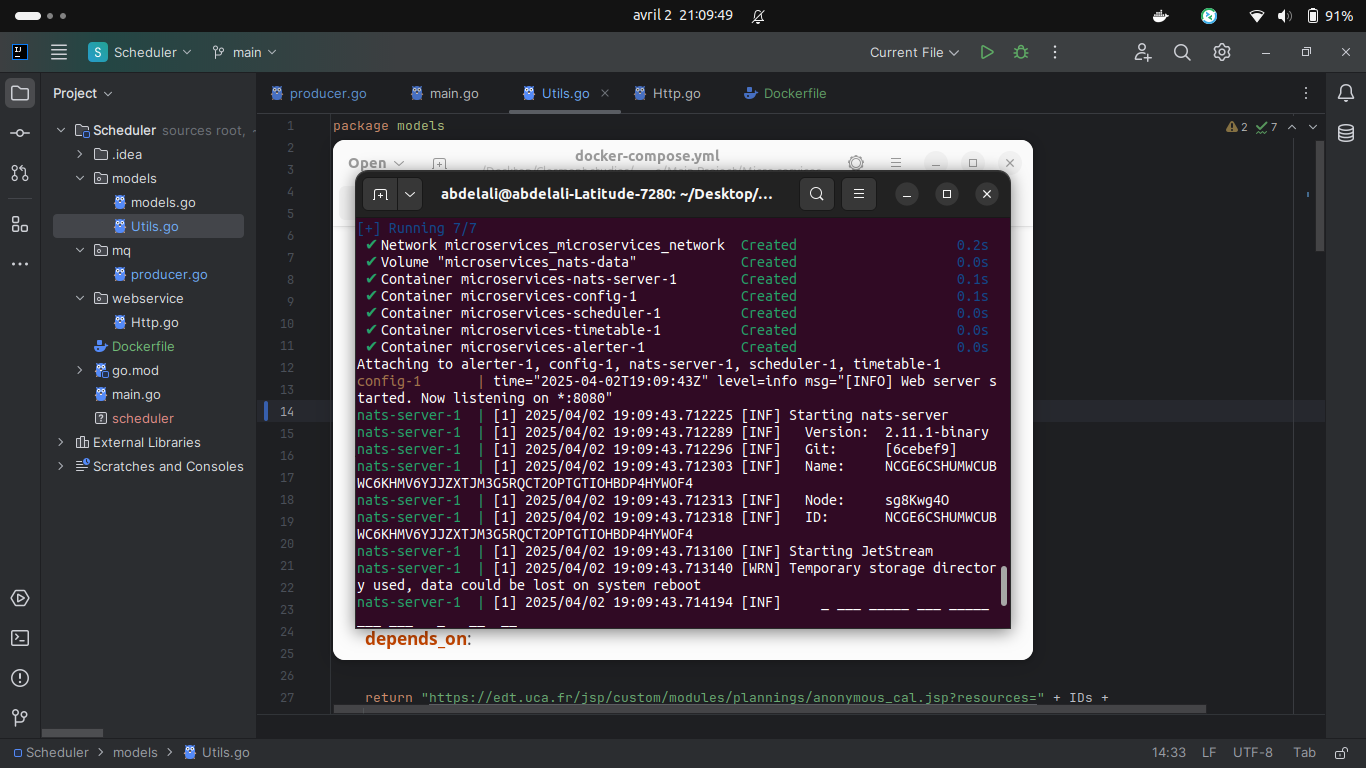 avril 2 21:09:49
91%
Scheduler
main
Current File
Project
producer.go
main.go
Utils.go
Http.go
Dockerfile
Scheduler sources root,
.idea
models
models.go
Utils.go
mq
producer.go
webservice
Http.go
Dockerfile
go.mod
main.go
scheduler
External Libraries
Scratches and Consoles
1
2
3
4
5
6
7
8
9
10
11
12
13
14
15
16
17
18
19
20
21
22
23
24
25
26
27
package models
2 7
Open
docker-compose.yml
abdelali@abdelali-Latitude-7280: ~/Desktop/...
[+] Running 7/7
✔ Network microservices_microservices_network Created 0.2s
✔ Volume "microservices_nats-data" Created 0.0s
✔ Container microservices-nats-server-1 Created 0.1s
✔ Container microservices-config-1 Created 0.1s
✔ Container microservices-scheduler-1 Created 0.0s
✔ Container microservices-timetable-1 Created 0.0s
✔ Container microservices-alerter-1 Created 0.0s
Attaching to alerter-1, config-1, nats-server-1, scheduler-1, timetable-1
config-1 | time="2025-04-02T19:09:43Z" level=info msg="[INFO] Web server s
tarted. Now listening on *:8080"
nats-server-1 | [1] 2025/04/02 19:09:43.712225 [INF] Starting nats-server
nats-server-1 | [1] 2025/04/02 19:09:43.712289 [INF] Version: 2.11.1-binary
nats-server-1 | [1] 2025/04/02 19:09:43.712296 [INF] Git: [6cebef9]
nats-server-1 | [1] 2025/04/02 19:09:43.712303 [INF] Name: NCGE6CSHUMWCUB
WC6KHMV6YJJZXTJM3G5RQCT2OPTGTIOHBDP4HYWOF4
nats-server-1 | [1] 2025/04/02 19:09:43.712313 [INF] Node: sg8Kwg4O
nats-server-1 | [1] 2025/04/02 19:09:43.712318 [INF] ID: NCGE6CSHUMWCUB
WC6KHMV6YJJZXTJM3G5RQCT2OPTGTIOHBDP4HYWOF4
nats-server-1 | [1] 2025/04/02 19:09:43.713100 [INF] Starting JetStream
nats-server-1 | [1] 2025/04/02 19:09:43.713140 [WRN] Temporary storage director
y used, data could be lost on system reboot
nats-server-1 | [1] 2025/04/02 19:09:43.714194 [INF] _ ___ _____ ___ _____
___ ___ _ __ __
depends_on:
return "https://edt.uca.fr/jsp/custom/modules/plannings/anonymous_cal.jsp?resources=" + IDs +
Scheduler > models > Utils.go
14:33 LF UTF-8 Tab